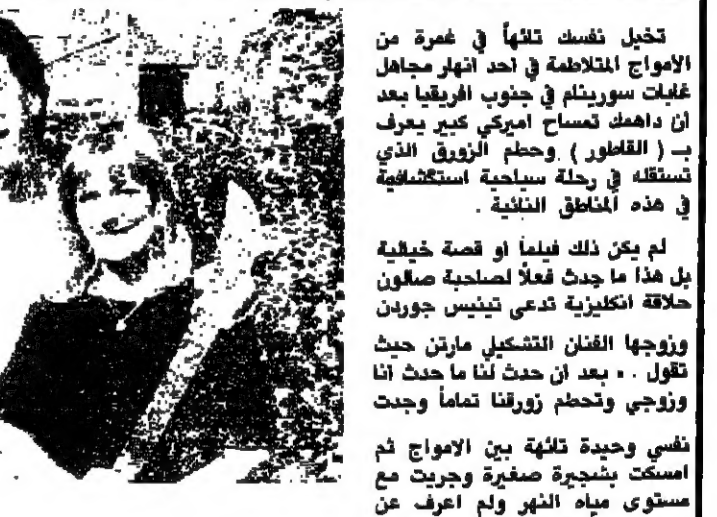 تخيل نفسك تائهاً في غمرة من
الأمواج المتلاطمة في احد انهار مجاهل
غابات سورينام في جنوب افريقيا بعد
أن داهمك تمساح اميركي كبير يعرف
بـ ( القاطور ) وحطم الزورق الذي
تستقله في رحلة سياحية استكشافية
في هذه المناطق النائية .
لم يكن ذلك فيلماً او قصة خيالية
بل هذا ما حدث فعلاً لصاحبة صالون
حلاقة انكليزية تدعى تينيس جوردن
وزوجها الفنان التشكيلي مارتن حيث
تقول . « بعد ان حدث لنا ما حدث أنا
وزوجي وتحطم زورقنا تماماً وجدت
نفسي وحيدة تائهة بين الامواج ثم
امسكت بشجيرة صغيرة وجريت مع
مستوى مياه النهر ولم اعرف عن